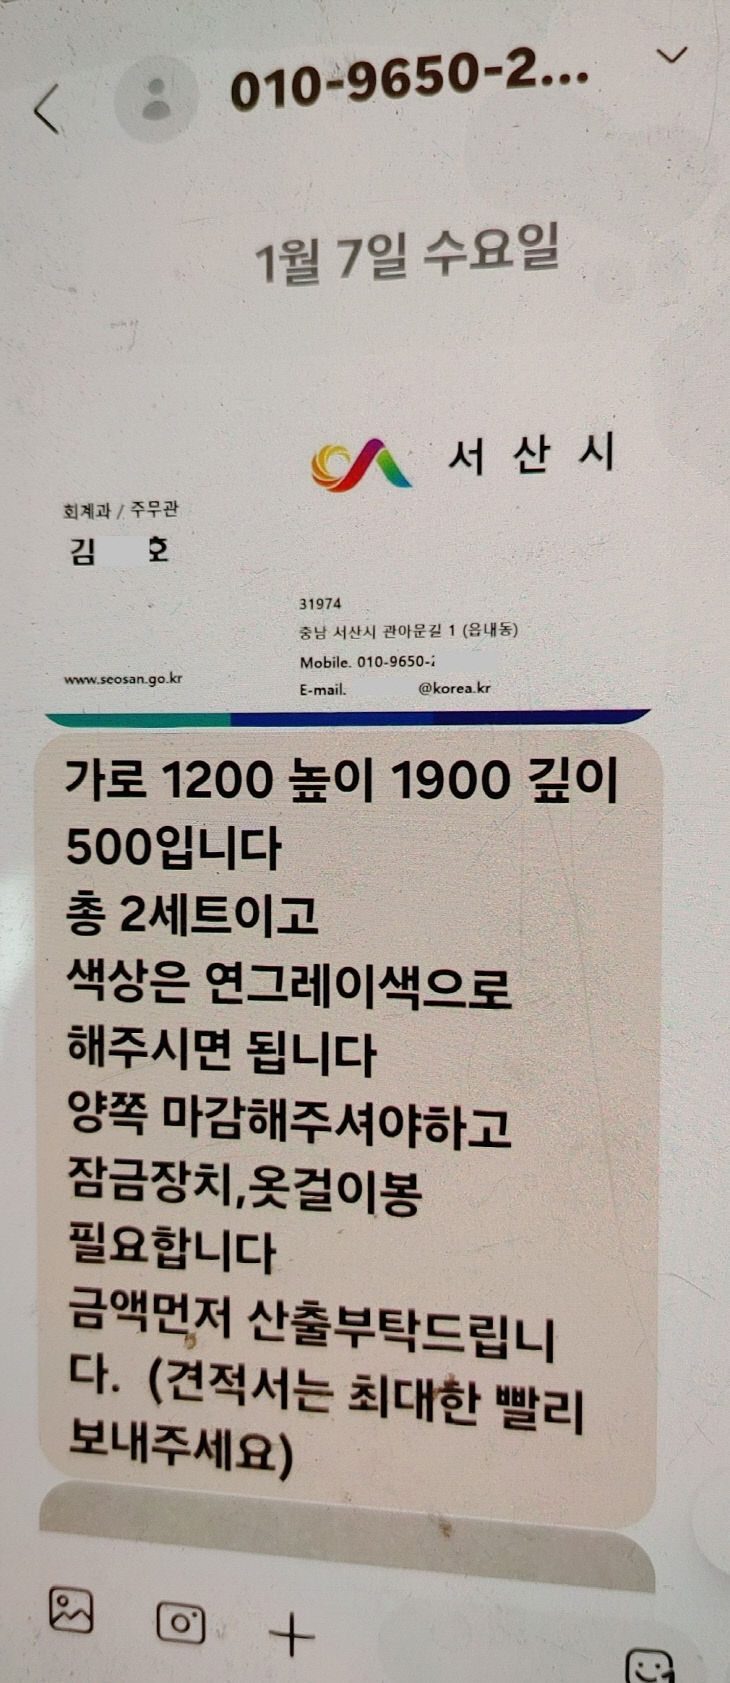 010-9650-2...
1월 7일 수요일
서 산 시
회계과 / 주무관
김 호
31974
충남 서산시 관아문길 1 (읍내동)
Mobile. 010-9650-2
www.seosan.go.kr
E-mail. @korea.kr
가로 1200 높이 1900 깊이
500입니다
총 2세트이고
색상은 연그레이색으로
해주시면 됩니다
양쪽 마감해주셔야하고
잠금장치,옷걸이봉
필요합니다
금액먼저 산출부탁드립니
다. (견적서는 최대한 빨리
보내주세요)